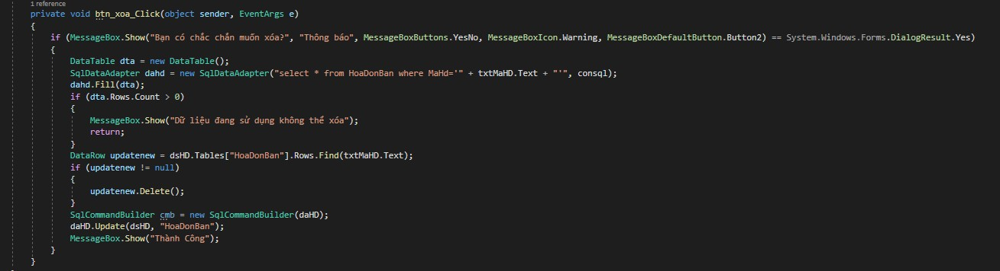 1 reference
private void btn_xoa_Click(object sender, EventArgs e)
{
if (MessageBox.Show("Bạn có chắc chắn muốn xóa?", "Thông báo", MessageBoxButtons.YesNo, MessageBoxIcon.Warning, MessageBoxDefaultButton.Button2) == System.Windows.Forms.DialogResult.Yes)
{
DataTable dta = new DataTable();
SqlDataAdapter dahd = new SqlDataAdapter("select * from HoaDonBan where MaHd='" + txtMaHD.Text + "'", consql);
dahd.Fill(dta);
if (dta.Rows.Count > 0)
{
MessageBox.Show("Dữ liệu đang sử dụng không thể xóa");
return;
}
DataRow updatenew = dsHD.Tables["HoaDonBan"].Rows.Find(txtMaHD.Text);
if (updatenew != null)
{
updatenew.Delete();
}
SqlCommandBuilder cmb = new SqlCommandBuilder(daHD);
daHD.Update(dsHD, "HoaDonBan");
MessageBox.Show("Thành Công");
}
}